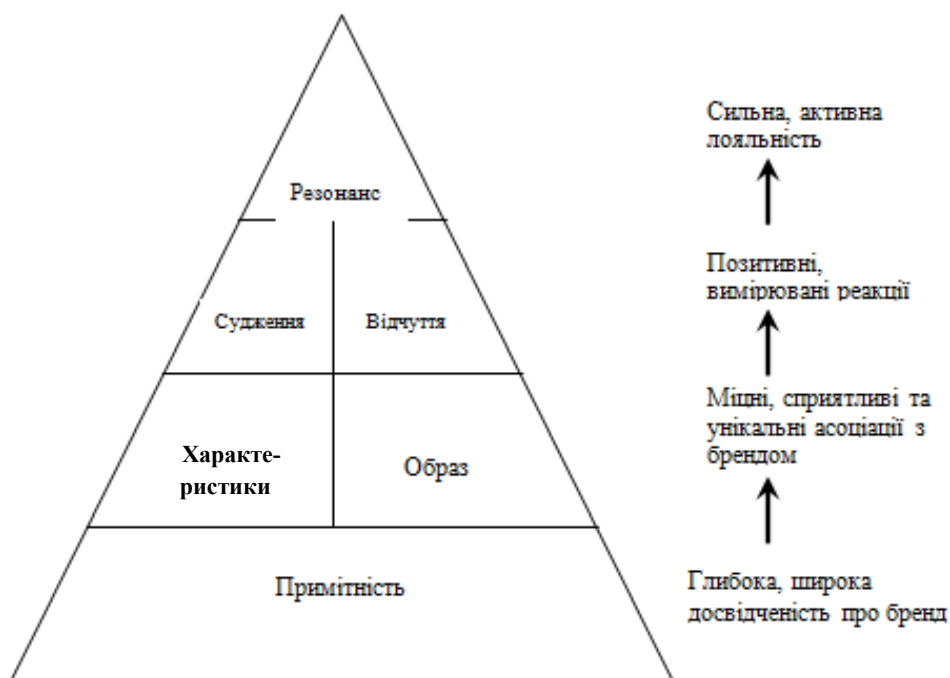 Сильна, активна
лояльність
Резонанс
Позитивні,
вимірювані реакції
Судження
Відчуття
Міцні, сприятливі та
унікальні асоціації з
брендом
Характе-
ристики
Образ
Примітність
Глибока, широка
досвідченість про бренд